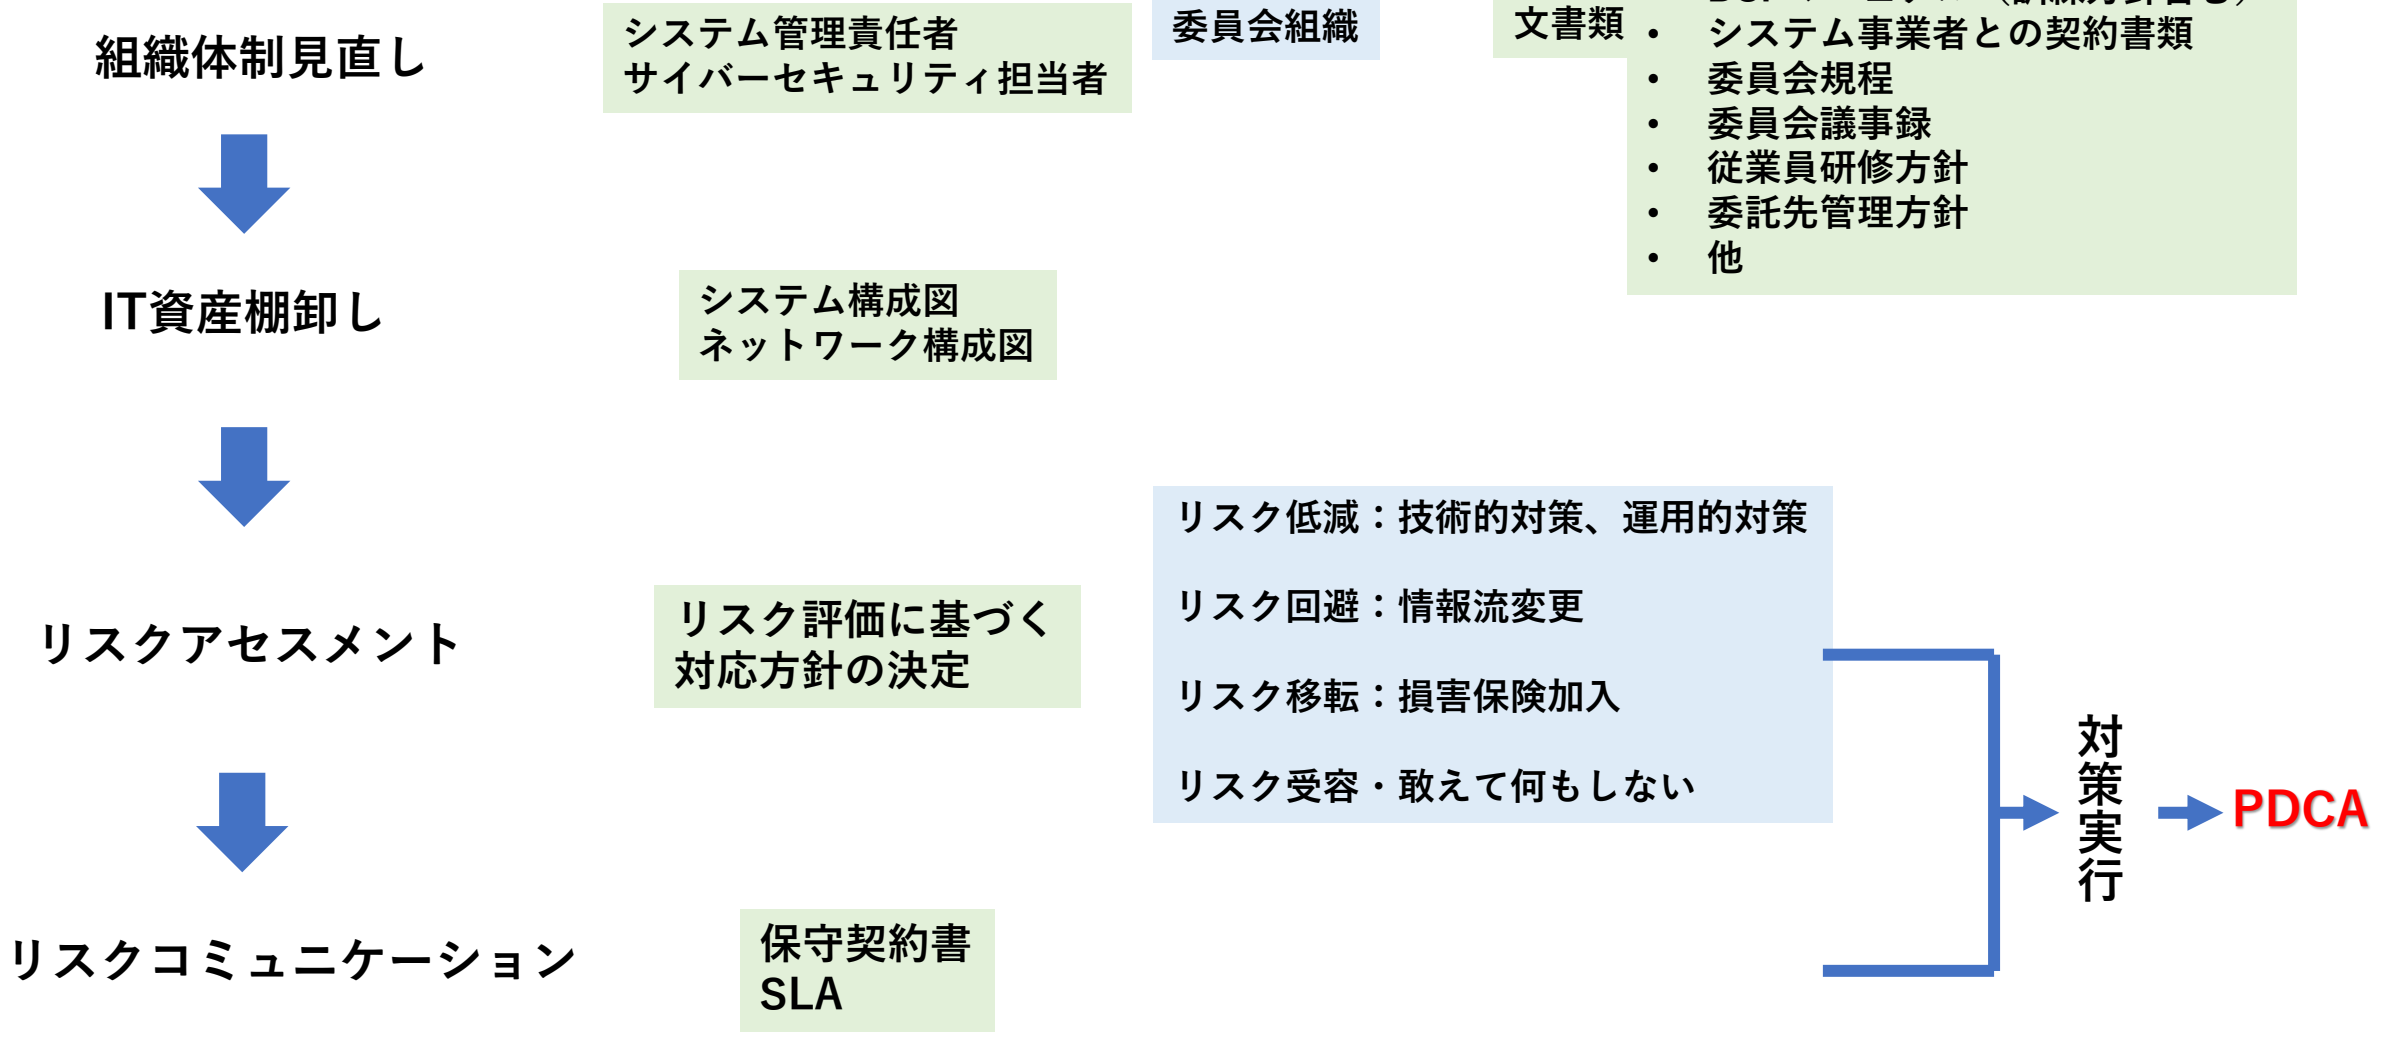 組織体制見直し
システム管理責任者
サイバーセキュリティ担当者
委員会組織
文書類
• システム事業者との契約書類
• 委員会規程
• 委員会議事録
• 従業員研修方針
• 委託先管理方針
• 他
IT資産棚卸し
システム構成図
ネットワーク構成図
リスクアセスメント
リスク評価に基づく
対応方針の決定
リスク低減：技術的対策、運用的対策
リスク回避：情報流変更
リスク移転：損害保険加入
リスク受容・敢えて何もしない
対策実行
PDCA
リスクコミュニケーション
保守契約書
SLA